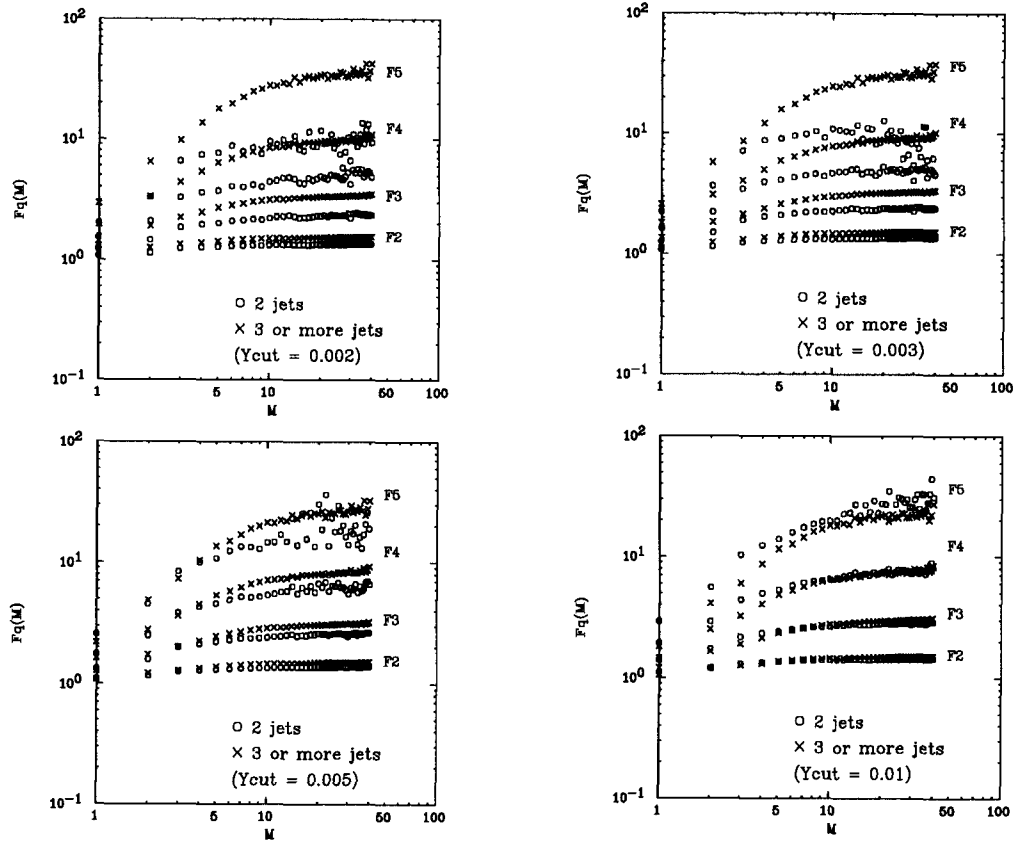 10²
10¹
10⁰
10⁻¹
Fq(M)
F5
F4
F3
F2
○ 2 jets
× 3 or more jets
(Ycut = 0.002)
1
5
10
50
100
M
10²
10¹
10⁰
10⁻¹
Fq(M)
F5
F4
F3
F2
○ 2 jets
× 3 or more jets
(Ycut = 0.003)
1
5
10
50
100
M
10²
10¹
10⁰
10⁻¹
Fq(M)
F5
F4
F3
F2
○ 2 jets
× 3 or more jets
(Ycut = 0.005)
1
5
10
50
100
M
10²
10¹
10⁰
10⁻¹
Fq(M)
F5
F4
F3
F2
○ 2 jets
× 3 or more jets
(Ycut = 0.01)
1
5
10
50
100
M